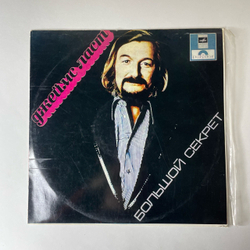 ДЖЕЙМС ЛАСТ
БОЛЬШОЙ СЕКРЕТ